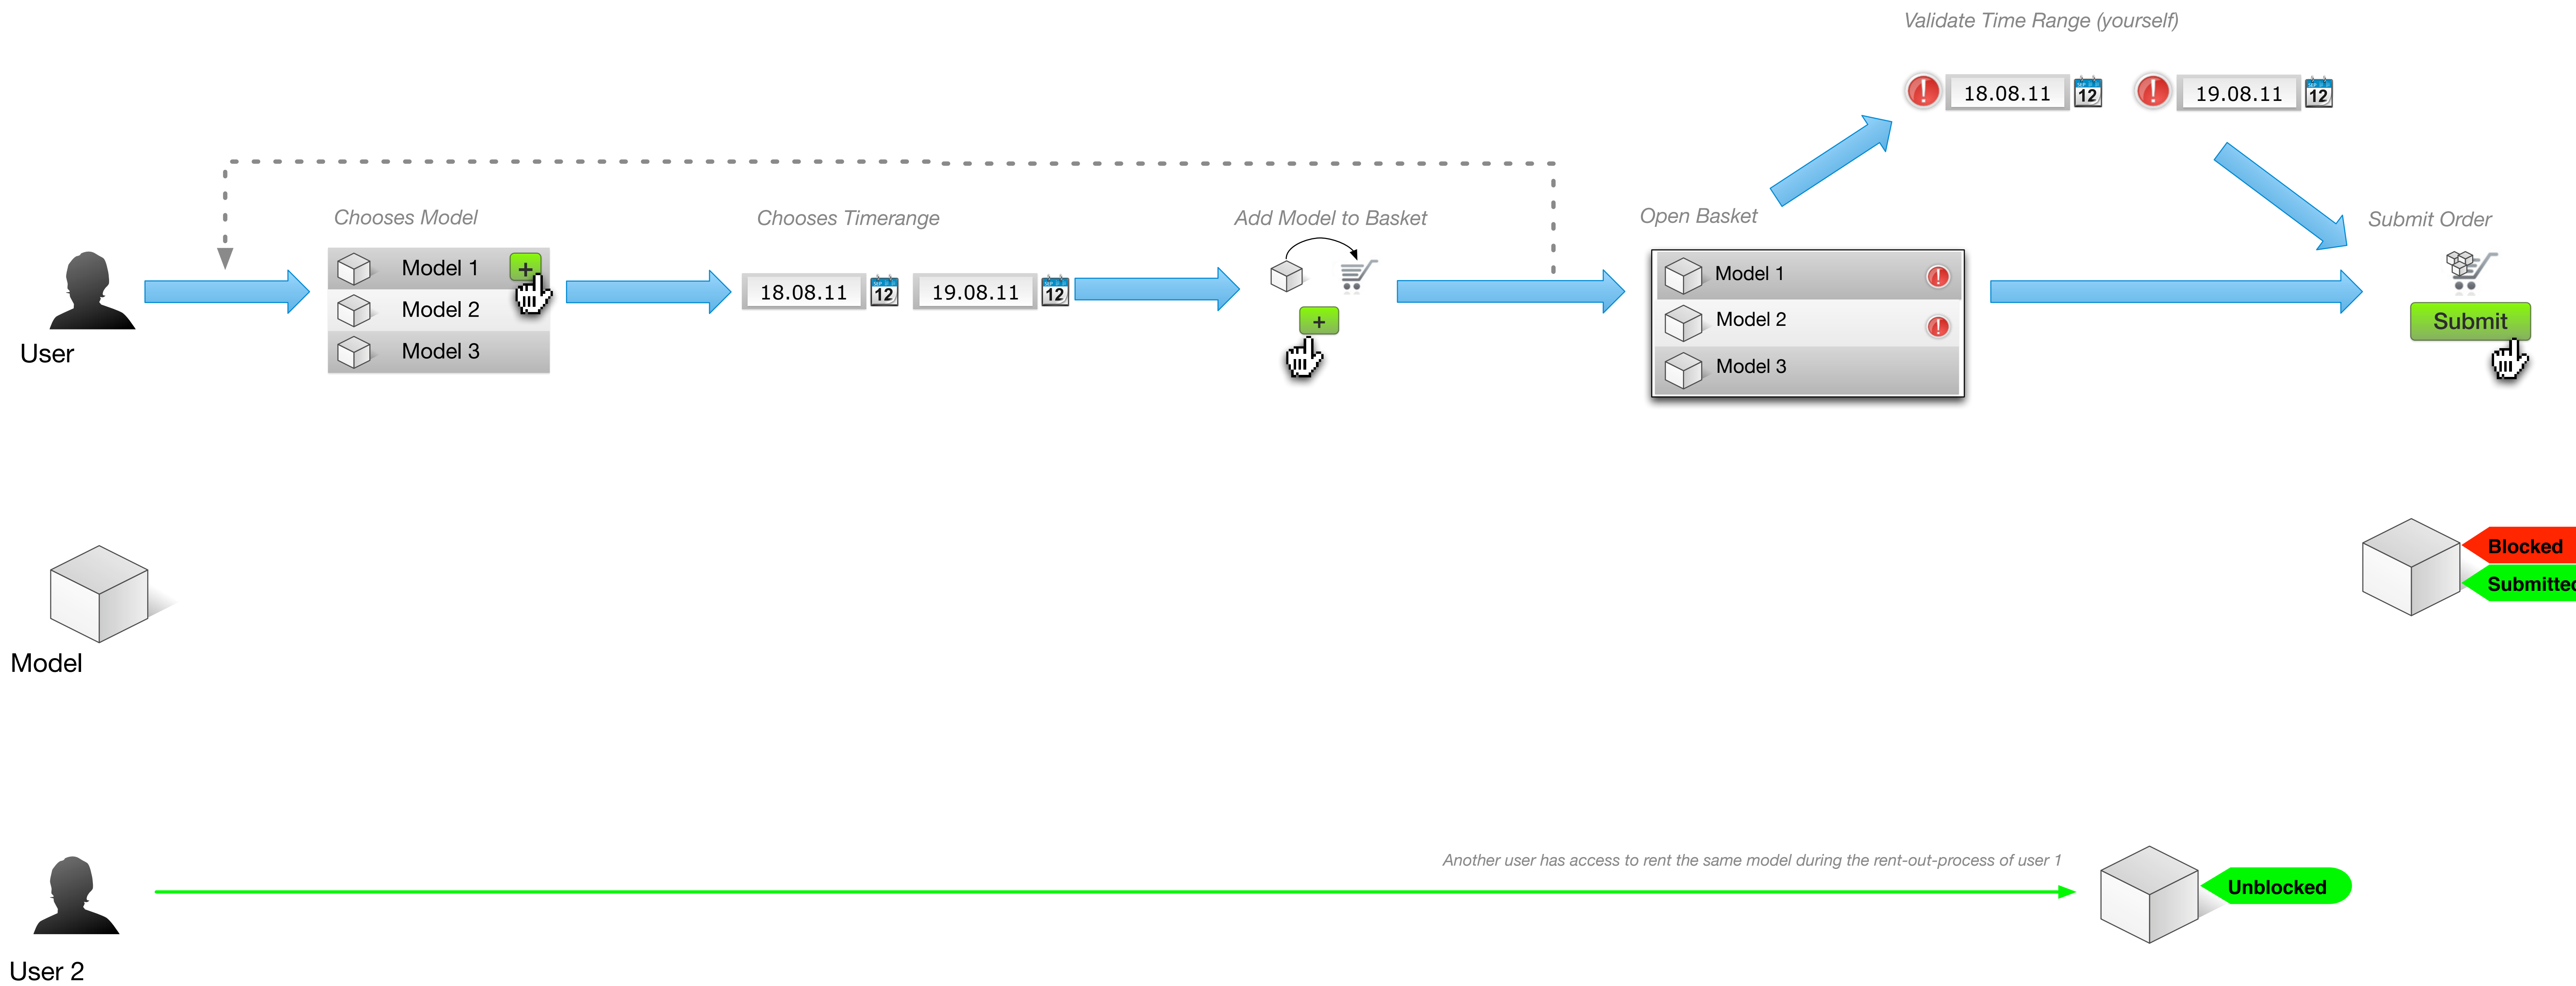 Validate Time Range (yourself)
! 18.08.11 12 ! 19.08.11 12
Chooses Model
Chooses Timerange
Add Model to Basket
Open Basket
Submit Order
User
Model 1 +
Model 2
Model 3
18.08.11 12 19.08.11 12
+
Model 1 !
Model 2 !
Model 3
Submit
Model
Blocked
Submitted
Another user has access to rent the same model during the rent-out-process of user 1
Unblocked
User 2